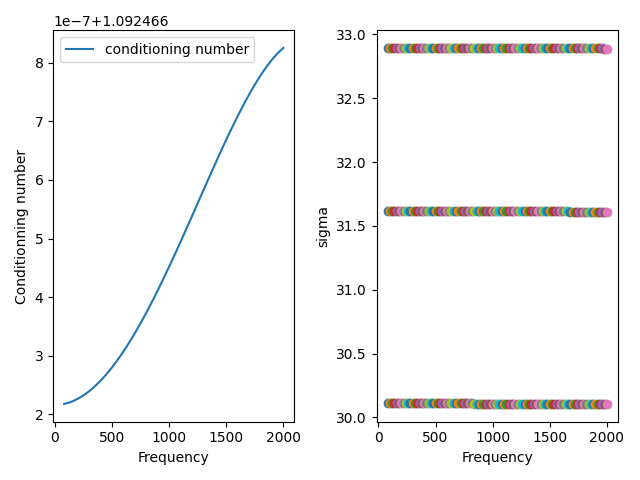 1e-7+1.092466
conditioning number
8
7
6
5
4
3
2
0 500 1000 1500 2000
Frequency
Conditionning number
33.0
32.5
32.0
31.5
31.0
30.5
30.0
0 500 1000 1500 2000
Frequency
sigma